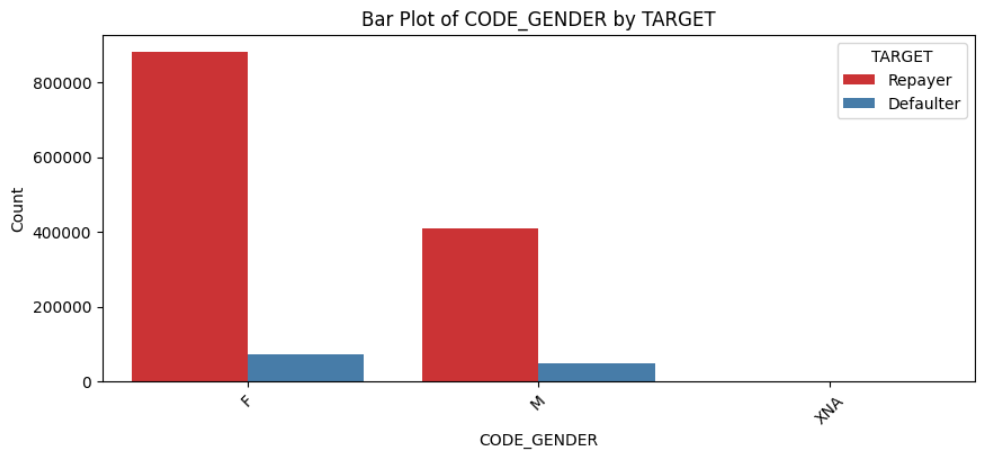 Bar Plot of CODE_GENDER by TARGET
TARGET
Repayer
Defaulter
Count
800000
600000
400000
200000
0
F
M
XNA
CODE_GENDER